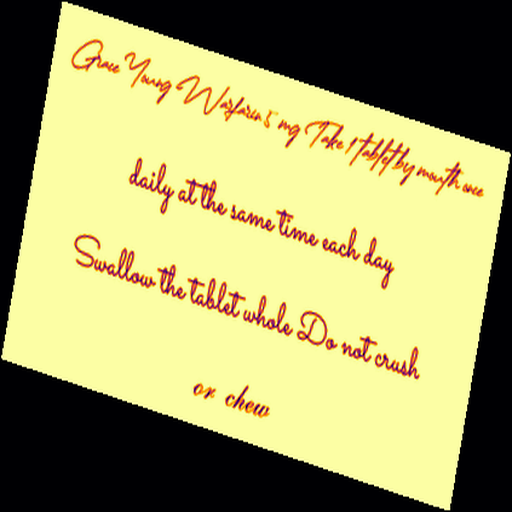 Grace Young Warfarin 5 mg Take 1 tablet by mouth once
daily at the same time each day
Swallow the tablet whole Do not crush
or chew